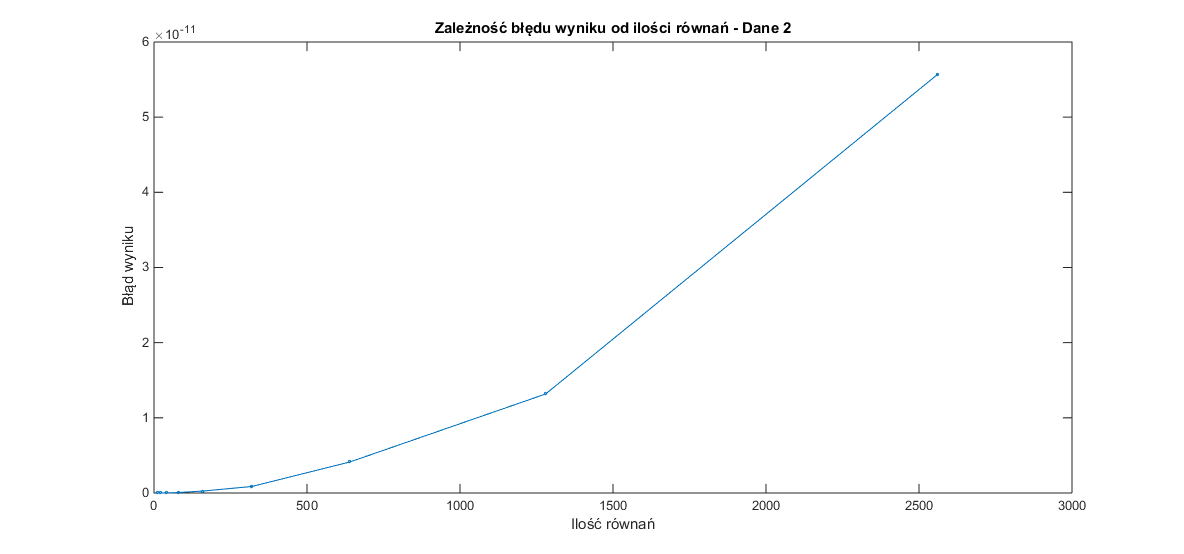 Zależność błędu wyniku od ilości równań - Dane 2
×10-11
6
5
4
3
2
1
0
Błąd wyniku
0 500 1000 1500 2000 2500 3000
Ilość równań